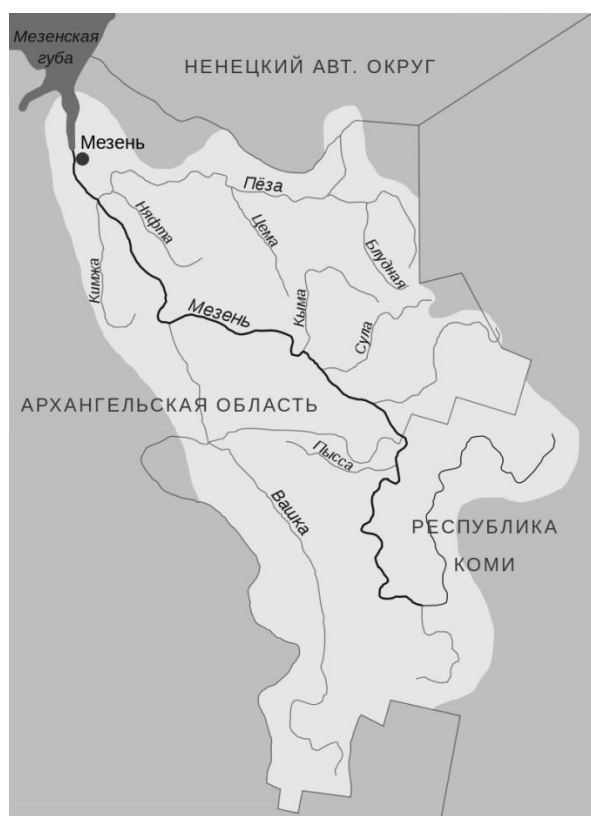 Мезенская
губа
НЕНЕЦКИЙ АВТ. ОКРУГ
Мезень
Пёза
Няфта
Цема
Блудная
Кимжа
Мезень
Кыма
Сула
АРХАНГЕЛЬСКАЯ ОБЛАСТЬ
Пысса
Вашка
РЕСПУБЛИКА
КОМИ